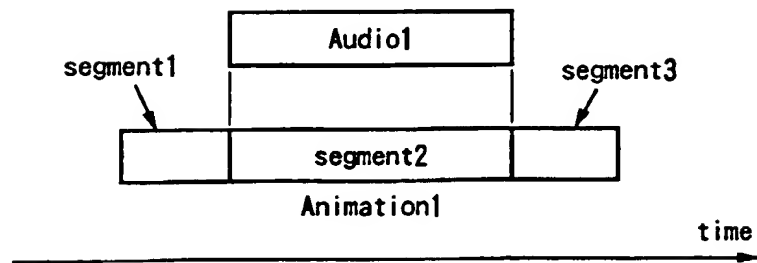 Audio1
segment1
segment3
segment2
Animation1
time